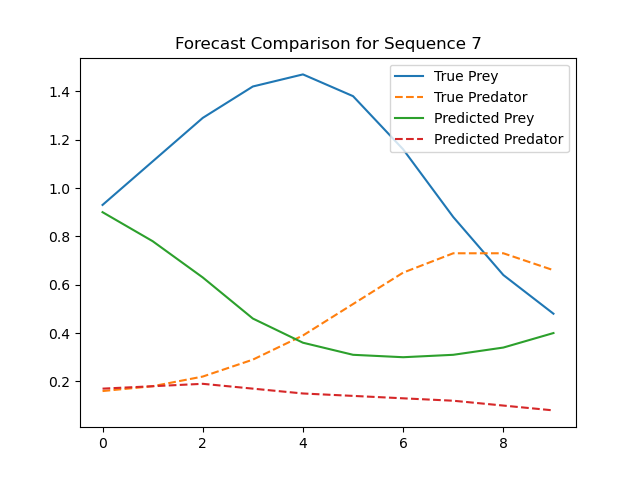 Forecast Comparison for Sequence 7
True Prey
True Predator
Predicted Prey
Predicted Predator
1.4
1.2
1.0
0.8
0.6
0.4
0.2
0 2 4 6 8